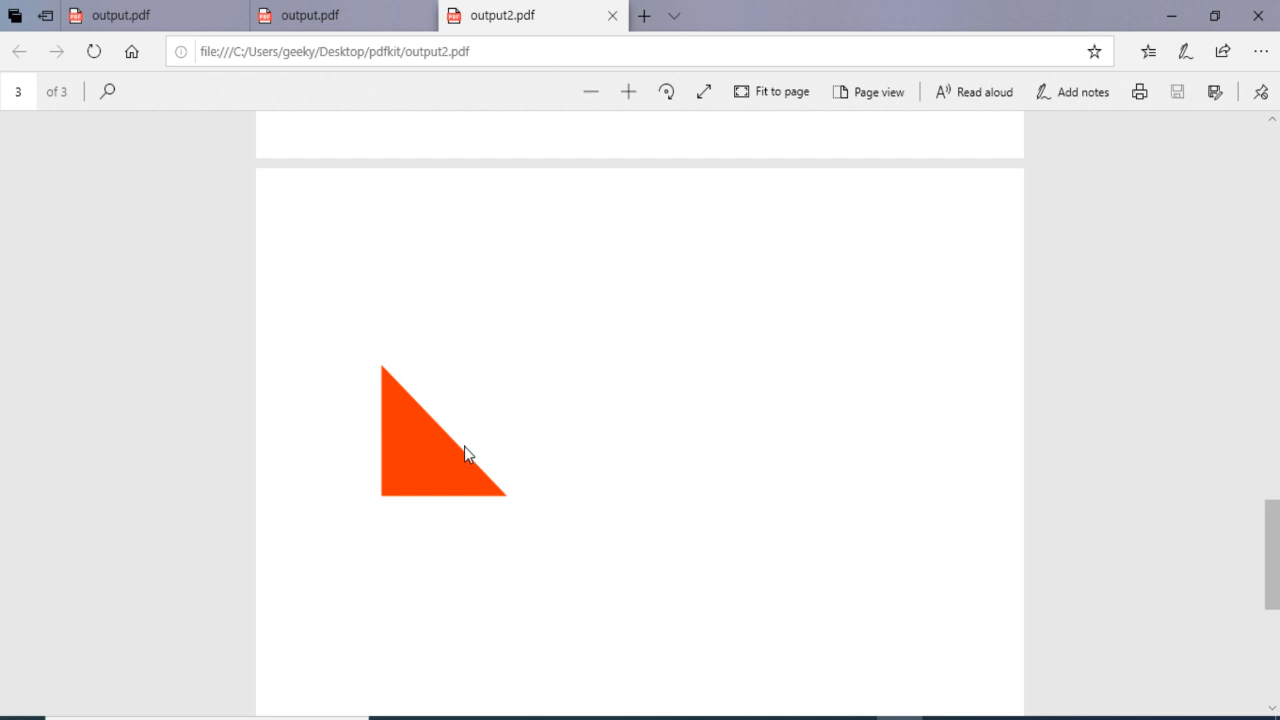 output.pdf
output.pdf
output2.pdf
file:///C:/Users/geeky/Desktop/pdfkit/output2.pdf
3 of 3 Fit to page Page view Read aloud Add notes